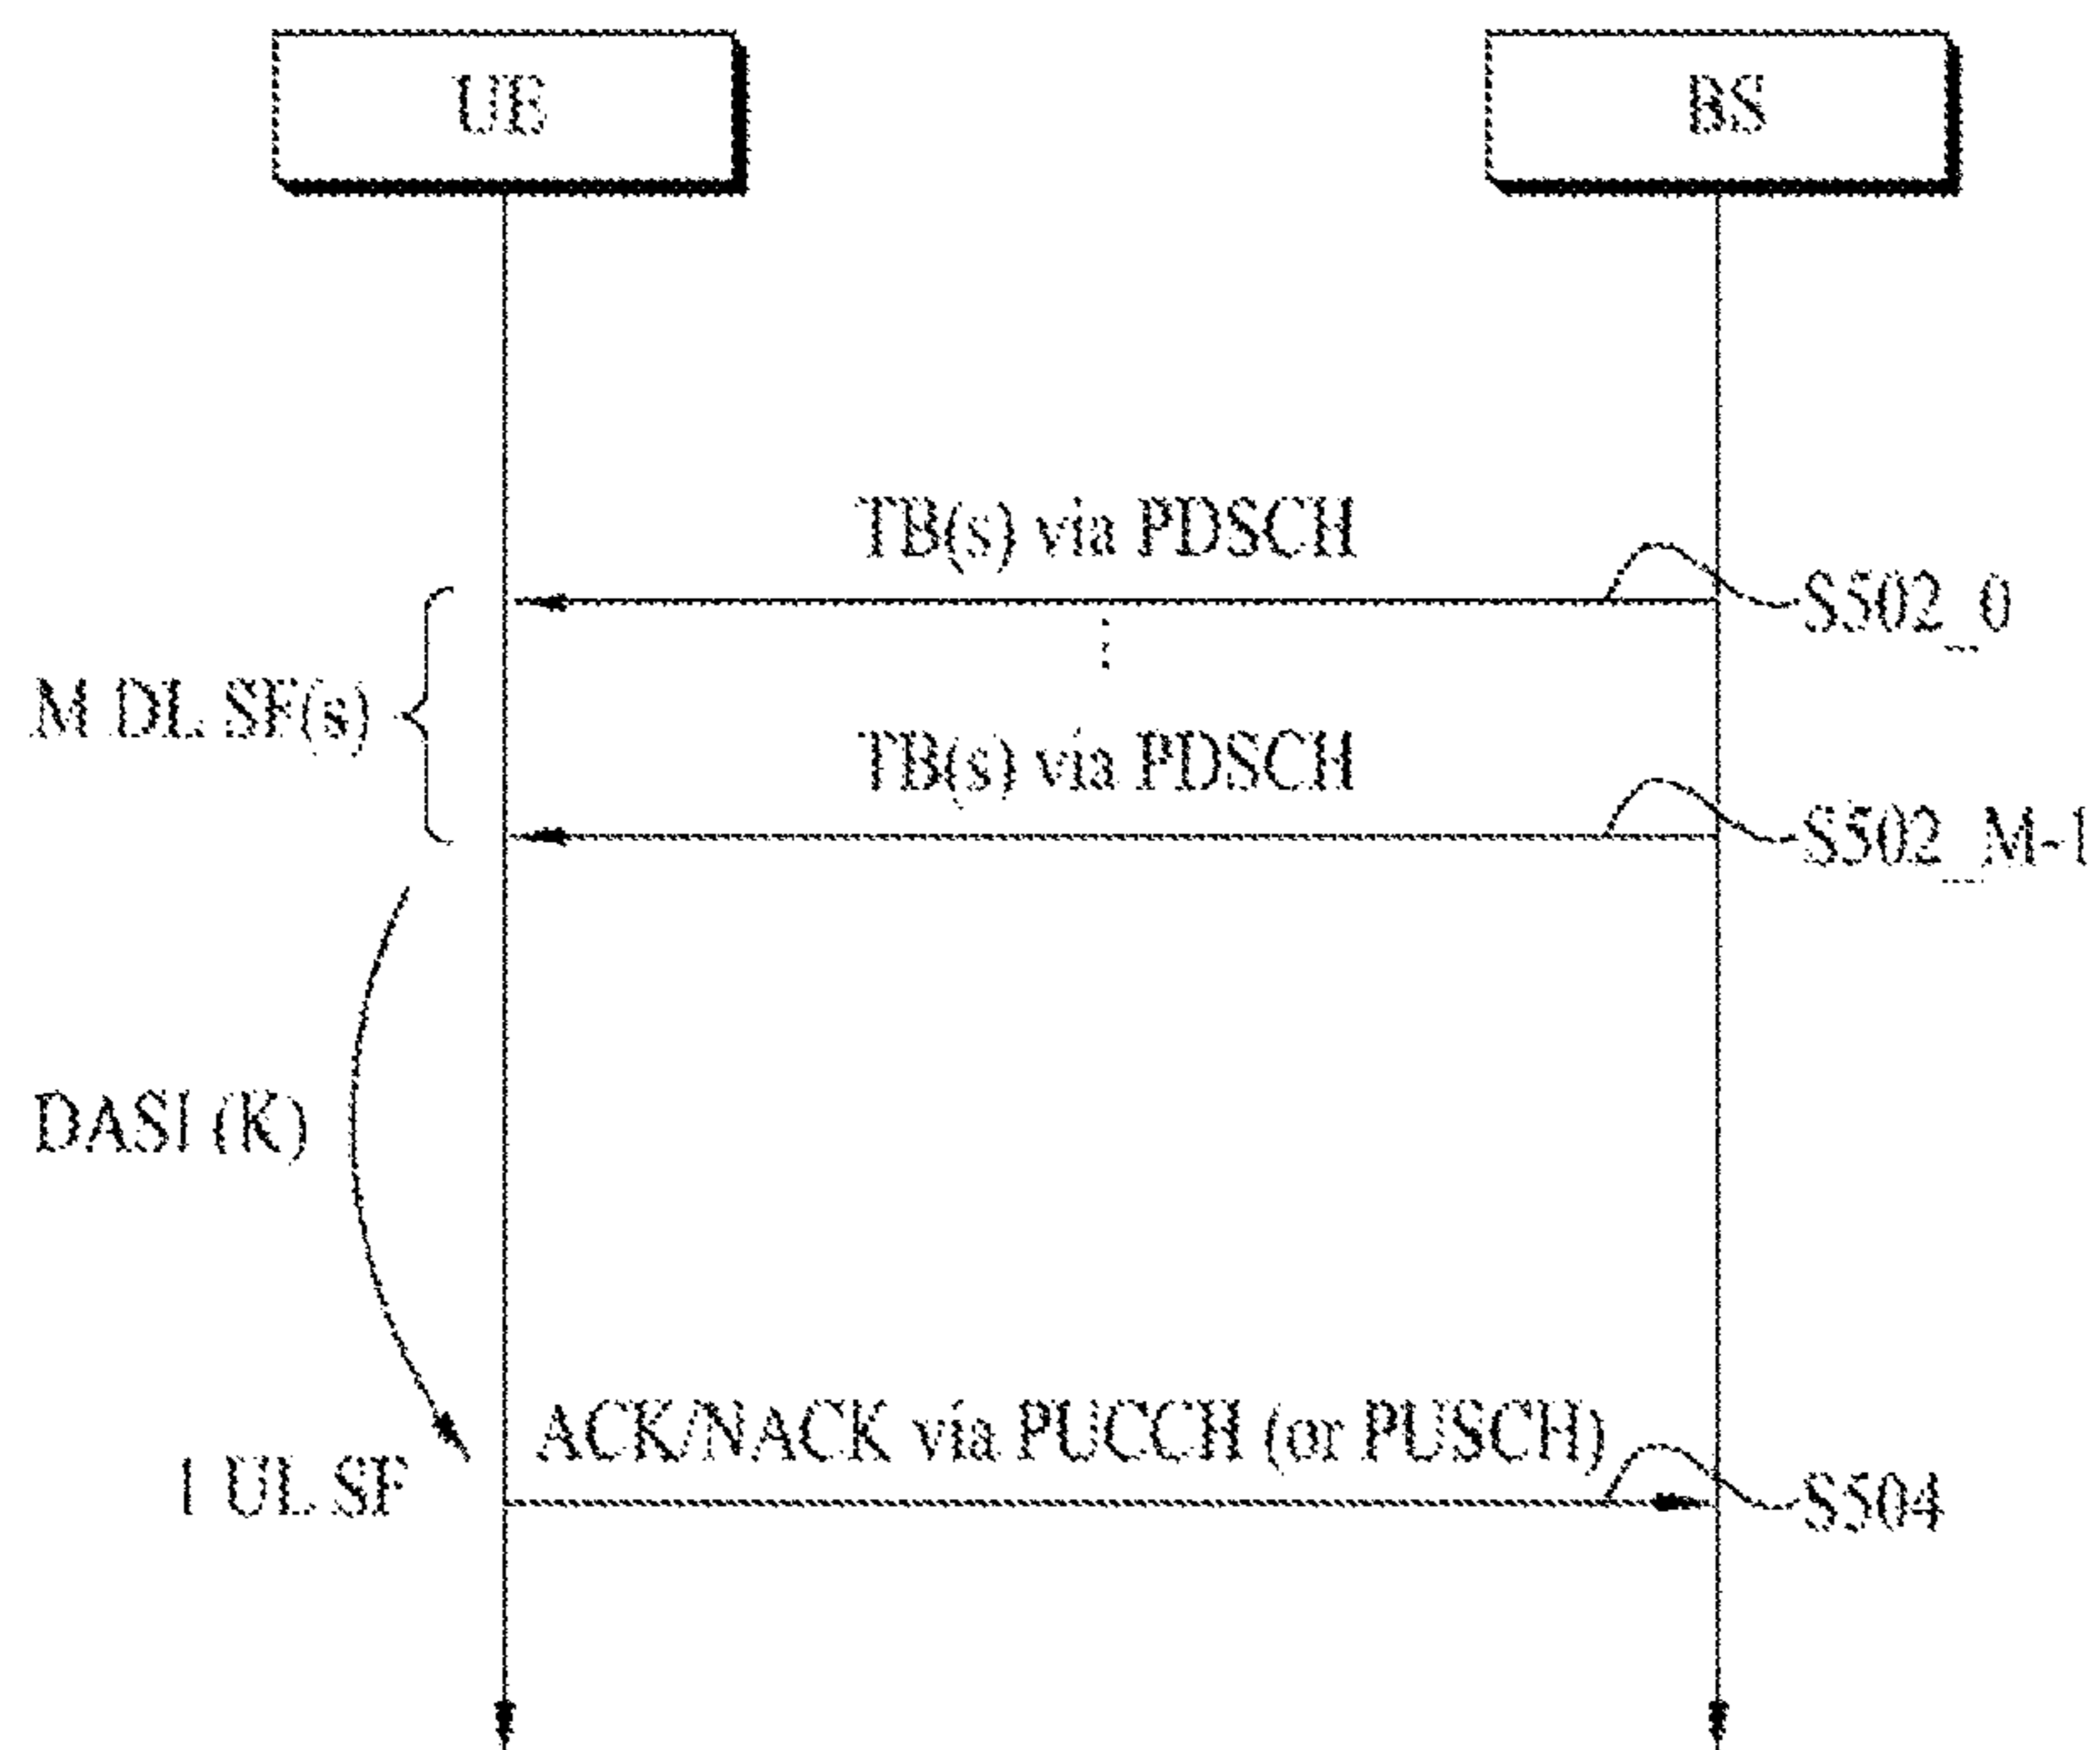 UE
BS
TB(s) via PDSCH
S502_0
M DL SF(s)
TB(s) via PDSCH
S502_M-1
DASI (K)
ACK/NACK via PUCCH (or PUSCH)
1 UL SF
S504